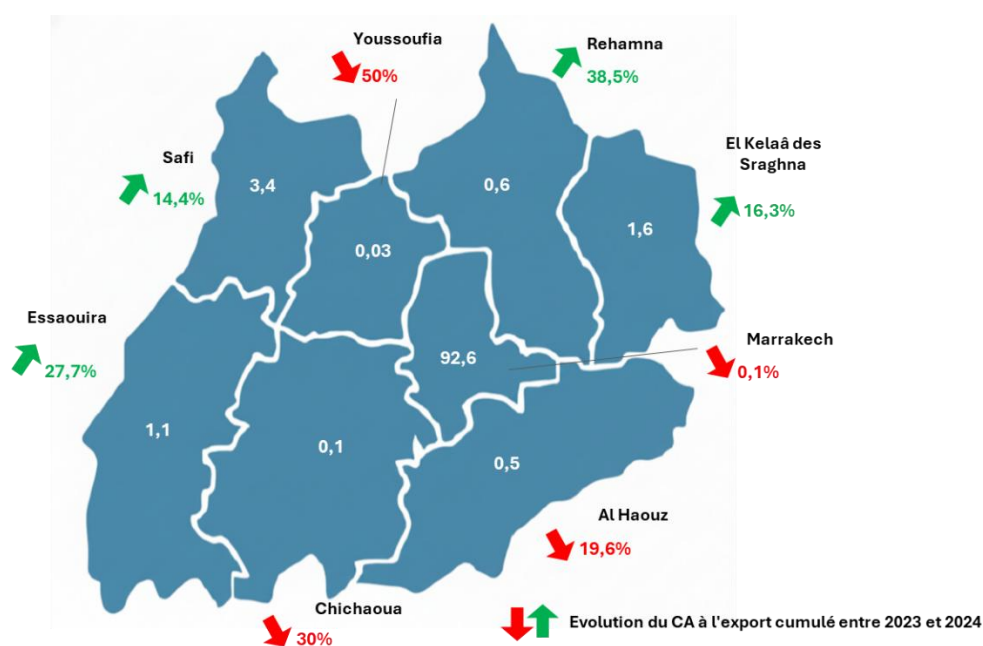 Youssoufia
50%
Rehamna
38,5%
El Kelaâ des
Sraghna
16,3%
Safi
14,4%
3,4
0,6
1,6
0,03
Essaouira
27,7%
Marrakech
0,1%
92,6
1,1
0,1
0,5
Al Haouz
19,6%
Chichaoua
30%
Evolution du CA à l'export cumulé entre 2023 et 2024